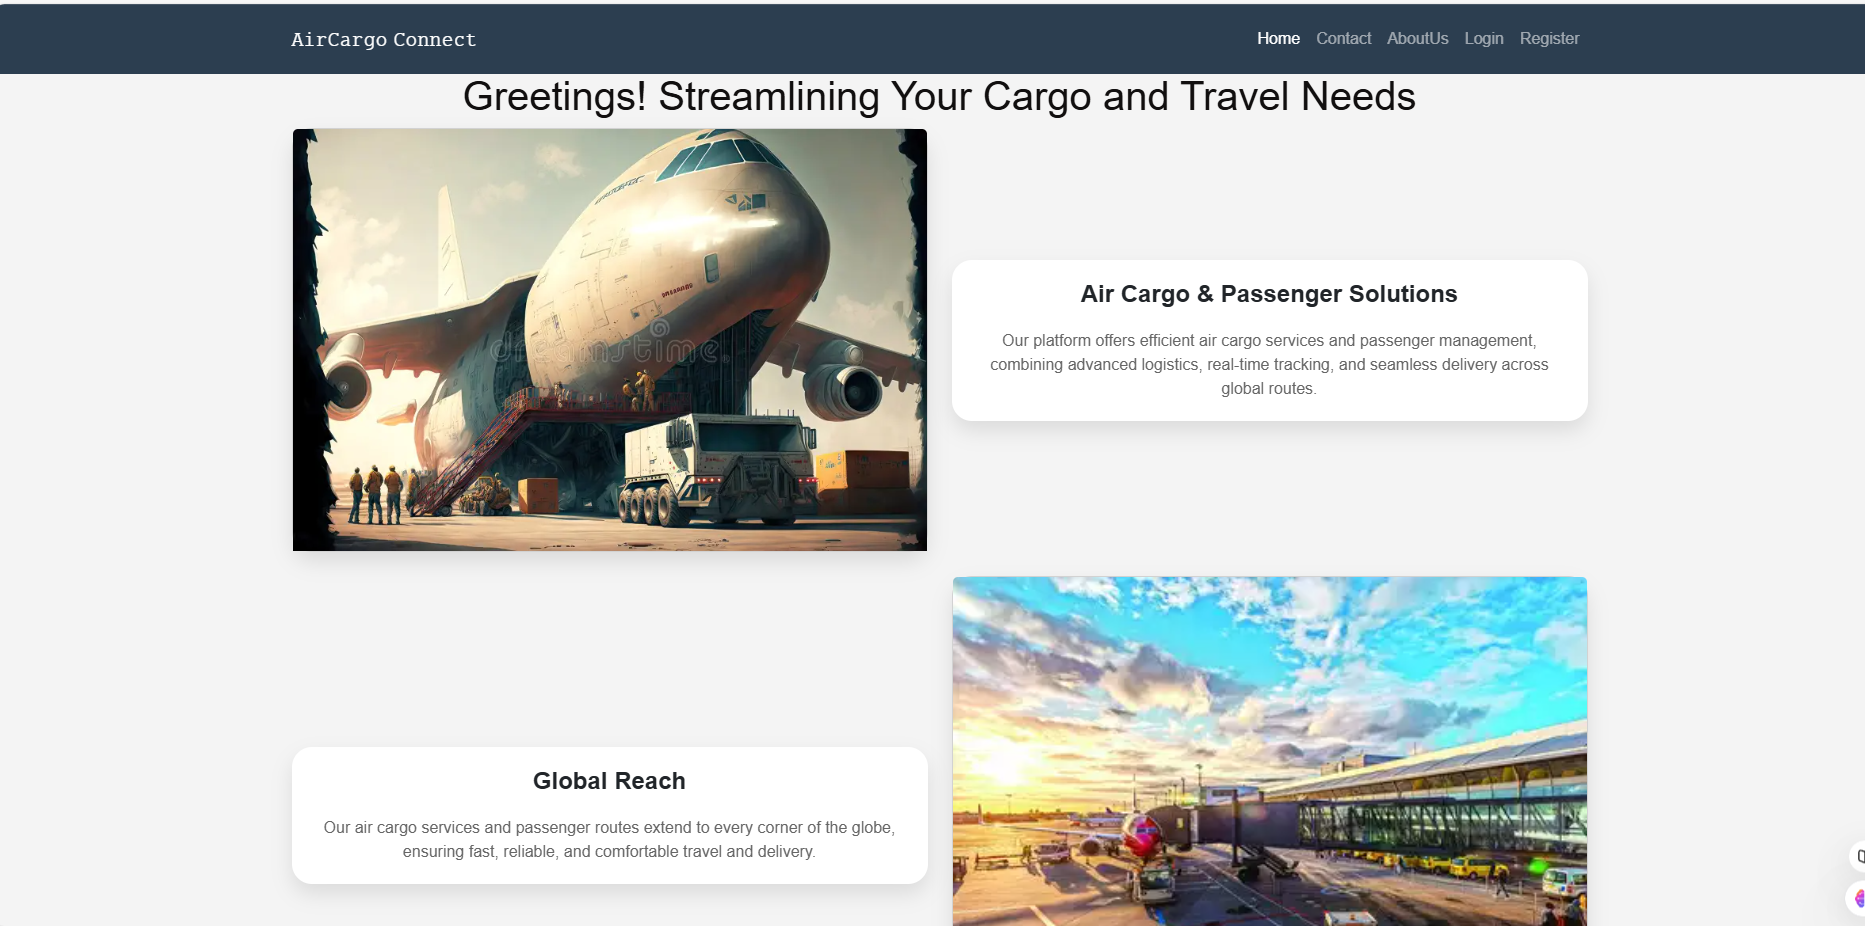 AirCargo Connect
Home Contact AboutUs Login Register
Greetings! Streamlining Your Cargo and Travel Needs
dreamstime
Air Cargo & Passenger Solutions
Our platform offers efficient air cargo services and passenger management,
combining advanced logistics, real-time tracking, and seamless delivery across
global routes.
Global Reach
Our air cargo services and passenger routes extend to every corner of the globe,
ensuring fast, reliable, and comfortable travel and delivery.